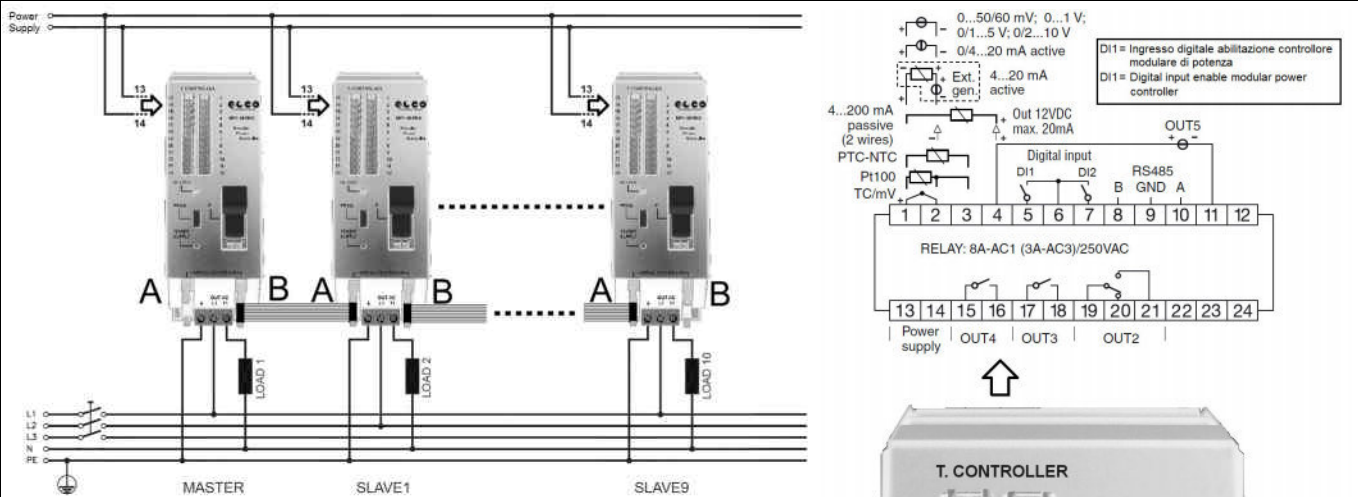 Power
Supply
13
14
13
14
13
14
T. CONTROLLER
T. CONTROLLER
T. CONTROLLER
ELCO
ELCO
ELCO
A
B
A
B
A
B
LOAD 1
LOAD 2
LOAD 10
L1
L2
L3
N
PE
MASTER
SLAVE1
SLAVE9
0...50/60 mV; 0...1 V;
0/1...5 V; 0/2...10 V
0/4...20 mA active
Ext.
gen.
4...20 mA
active
4...200 mA
passive
(2 wires)
Out 12VDC
max. 20mA
PTC-NTC
Pt100
TC/mV
DI1= Ingresso digitale abilitazione controllore
modulare di potenza
DI1= Digital input enable modular power
controller
OUT5
Digital input
DI1
DI2
RS485
B GND A
1 2 3 4 5 6 7 8 9 10 11 12
RELAY: 8A-AC1 (3A-AC3)/250VAC
13 14 15 16 17 18 19 20 21 22 23 24
Power
supply
OUT4
OUT3
OUT2
T. CONTROLLER